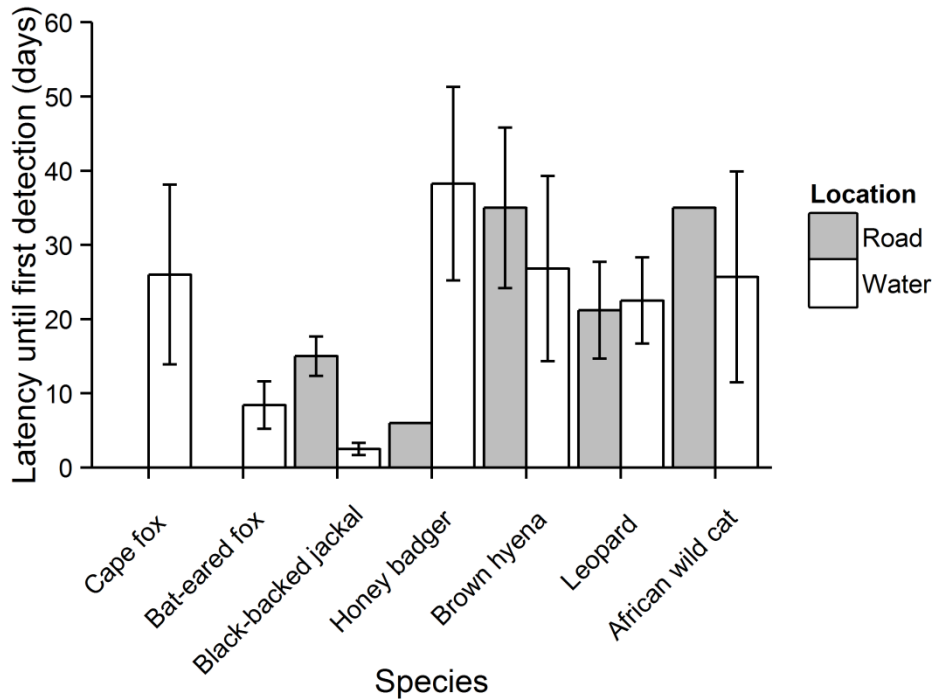 Latency until first detection (days)
60
50
40
30
20
10
0
Cape fox
Bat-eared fox
Black-backed jackal
Honey badger
Brown hyena
Leopard
African wild cat
Species
Location
Road
Water